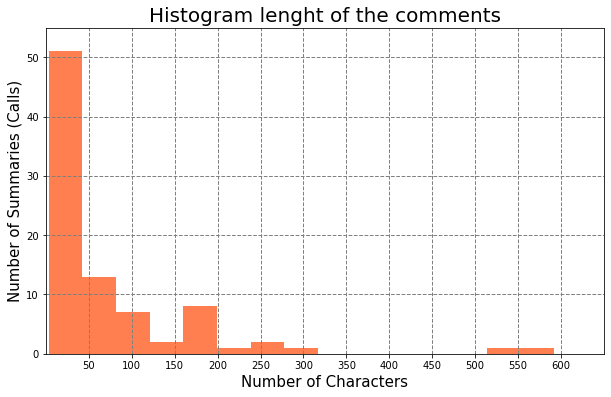 Histogram lenght of the comments
Number of Summaries (Calls)
50
40
30
20
10
0
50 100 150 200 250 300 350 400 450 500 550 600
Number of Characters